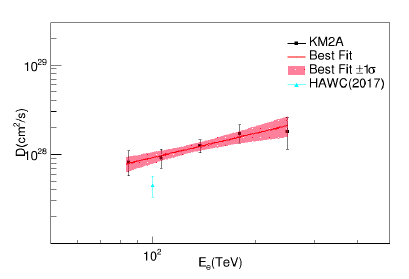 KM2A
Best Fit
Best Fit ±1σ
HAWC(2017)
10²⁹
10²⁸
D(cm²/s)
10²
Eₑ(TeV)